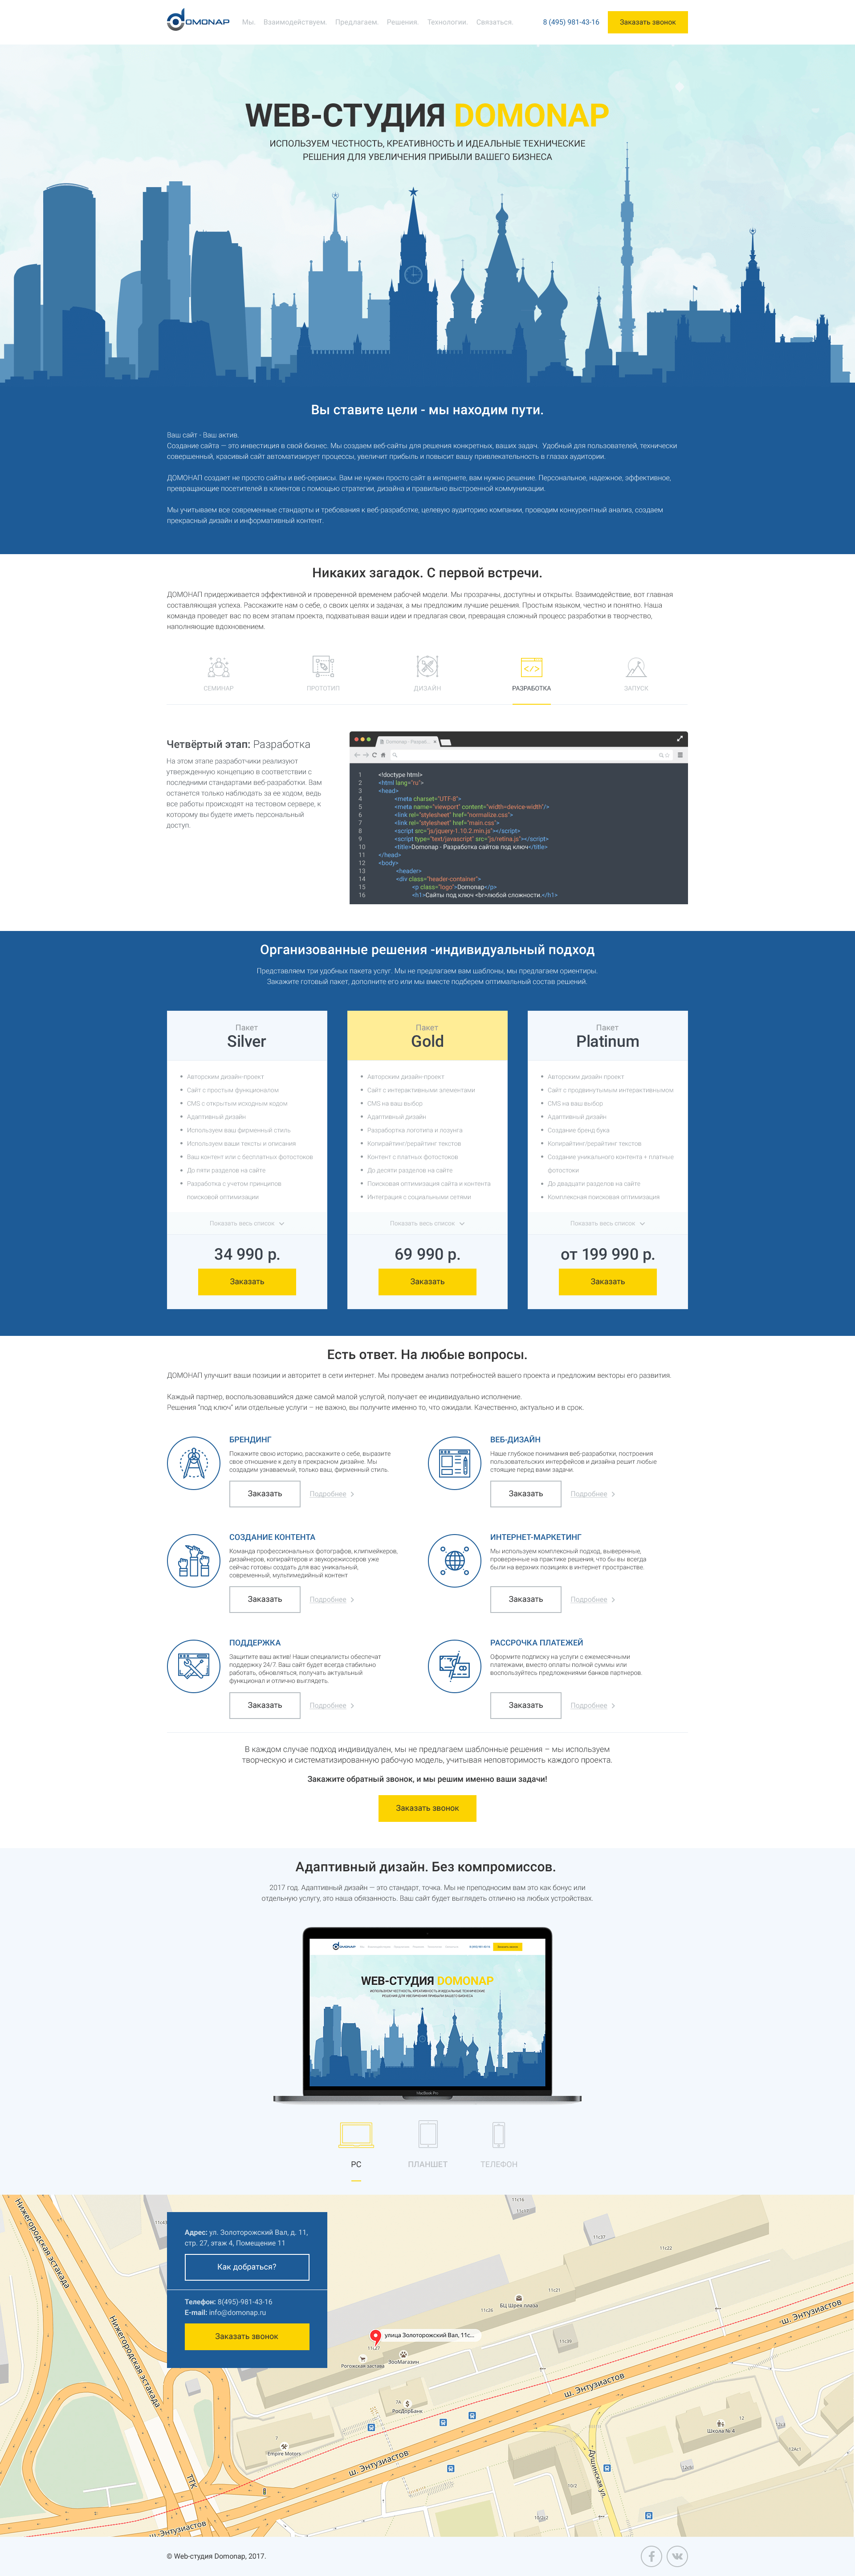 DOMONAP
Мы. Взаимодействуем. Предлагаем. Решения. Технологии. Связаться.
8 (495) 981-43-16
Заказать звонок
WEB-СТУДИЯ DOMONAP
ИСПОЛЬЗУЕМ ЧЕСТНОСТЬ, КРЕАТИВНОСТЬ И ИДЕАЛЬНЫЕ ТЕХНИЧЕСКИЕ
РЕШЕНИЯ ДЛЯ УВЕЛИЧЕНИЯ ПРИБЫЛИ ВАШЕГО БИЗНЕСА
Вы ставите цели - мы находим пути.
Ваш сайт - Ваш актив.
Создание сайта — это инвестиция в свой бизнес. Мы создаем веб-сайты для решения конкретных, ваших задач. Удобный для пользователей, технически
совершенный, красивый сайт автоматизирует процессы, увеличит прибыль и повысит вашу привлекательность в глазах аудитории.
ДОМОНАП создает не просто сайты и веб-сервисы. Вам не нужен просто сайт в интернете, вам нужно решение. Персональное, надежное, эффективное,
превращающие посетителей в клиентов с помощью стратегии, дизайна и правильно выстроенной коммуникации.
Мы учитываем все современные стандарты и требования к веб-разработке, целевую аудиторию компании, проводим конкурентный анализ, создаем
прекрасный дизайн и информативный контент.
Никаких загадок. С первой встречи.
ДОМОНАП придерживается эффективной и проверенной временем рабочей модели. Мы прозрачны, доступны и открыты. Взаимодействие, вот главная
составляющая успеха. Расскажите нам о себе, о своих целях и задачах, а мы предложим лучшие решения. Простым языком, честно и понятно. Наша
команда проведет вас по всем этапам проекта, подхватывая ваши идеи и предлагая свои, превращая сложный процесс разработки в творчество,
наполняющие вдохновением.
СЕМИНАР
ПРОТОТИП
ДИЗАЙН
РАЗРАБОТКА
ЗАПУСК
Четвёртый этап: Разработка
На этом этапе разработчики реализуют
утвержденную концепцию в соответствии с
последними стандартами веб-разработки. Вам
останется только наблюдать за ее ходом, ведь
все работы происходят на тестовом сервере, к
которому вы будете иметь персональный
доступ.
Domonap - Разраб...
1 <!doctype html>
2 <html lang="ru">
3 <head>
4 <meta charset="UTF-8">
5 <meta name="viewport" content="width=device-width"/>
6 <link rel="stylesheet" href="normalize.css">
7 <link rel="stylesheet" href="main.css">
8 <script src="js/jquery-1.10.2.min.js"></script>
9 <script type="text/javascript" src="js/retina.js"></script>
10 <title>Domonap - Разработка сайтов под ключ</title>
11 </head>
12 <body>
13 <header>
14 <div class="header-container">
15 <p class="logo">Domonap</p>
16 <h1>Сайты под ключ <br>любой сложности.</h1>
Организованные решения -индивидуальный подход
Представляем три удобных пакета услуг. Мы не предлагаем вам шаблоны, мы предлагаем ориентиры.
Закажите готовый пакет, дополните его или мы вместе подберем оптимальный состав решений.
Пакет
Silver
Авторским дизайн-проект
Сайт с простым функционалом
CMS с открытым исходным кодом
Адаптивный дизайн
Используем ваш фирменный стиль
Используем ваши тексты и описания
Ваш контент или с бесплатных фотостоков
До пяти разделов на сайте
Разработка с учетом принципов
поисковой оптимизации
Показать весь список
34 990 р.
Заказать
Пакет
Gold
Авторским дизайн-проект
Сайт с интерактивными элементами
CMS на ваш выбор
Адаптивный дизайн
Разрабортка логотипа и лозунга
Копирайтинг/рерайтинг текстов
Контент с платных фотостоков
До десяти разделов на сайте
Поисковая оптимизация сайта и контента
Интеграция с социальными сетями
Показать весь список
69 990 р.
Заказать
Пакет
Platinum
Авторским дизайн проект
Сайт с продвинутымым интерактивнымом
CMS на ваш выбор
Адаптивный дизайн
Создание бренд бука
Копирайтинг/рерайтинг текстов
Создание уникального контента + платные
фотостоки
До двадцати разделов на сайте
Комплексная поисковая оптимизация
Показать весь список
от 199 990 р.
Заказать
Есть ответ. На любые вопросы.
ДОМОНАП улучшит ваши позиции и авторитет в сети интернет. Мы проведем анализ потребностей вашего проекта и предложим векторы его развития.
Каждый партнер, воспользовавшийся даже самой малой услугой, получает ее индивидуально исполнение.
Решения "под ключ" или отдельные услуги – не важно, вы получите именно то, что ожидали. Качественно, актуально и в срок.
БРЕНДИНГ
Покажите свою историю, расскажите о себе, выразите
свое отношение к делу в прекрасном дизайне. Мы
создадим узнаваемый, только ваш, фирменный стиль.
Заказать
Подробнее
ВЕБ-ДИЗАЙН
Наше глубокое понимания веб-разработки, построения
пользовательских интерфейсов и дизайна решит любые
стоящие перед вами задачи.
Заказать
Подробнее
СОЗДАНИЕ КОНТЕНТА
Команда профессиональных фотографов, клипмейкеров,
дизайнеров, копирайтеров и звукорежиссеров уже
сейчас готовы создать для вас уникальный,
современный, мультимедийный контент
Заказать
Подробнее
ИНТЕРНЕТ-МАРКЕТИНГ
Мы используем комплексный подход, выверенные,
проверенные на практике решения, что бы вы всегда
были на верхних позициях в интернет пространстве.
Заказать
Подробнее
ПОДДЕРЖКА
Защитите ваш актив! Наши специалисты обеспечат
поддержку 24/7. Ваш сайт будет всегда стабильно
работать, обновляться, получать актуальный
функционал и отлично выглядеть.
Заказать
Подробнее
РАССРОЧКА ПЛАТЕЖЕЙ
Оформите подписку на услуги с ежемесячными
платежами, вместо оплаты полной суммы или
воспользуйтесь предложениями банков партнеров.
Заказать
Подробнее
В каждом случае подход индивидуален, мы не предлагаем шаблонные решения – мы используем
творческую и систематизированную рабочую модель, учитывая неповторимость каждого проекта.
Закажите обратный звонок, и мы решим именно ваши задачи!
Заказать звонок
Адаптивный дизайн. Без компромиссов.
2017 год. Адаптивный дизайн — это стандарт, точка. Мы не преподносим вам это как бонус или
отдельную услугу, это наша обязанность. Ваш сайт будет выглядеть отлично на любых устройствах.
DOMONAP
WEB-СТУДИЯ DOMONAP
ИСПОЛЬЗУЕМ ЧЕСТНОСТЬ, КРЕАТИВНОСТЬ И ИДЕАЛЬНЫЕ ТЕХНИЧЕСКИЕ
РЕШЕНИЯ ДЛЯ УВЕЛИЧЕНИЯ ПРИБЫЛИ ВАШЕГО БИЗНЕСА
MacBook Pro
PC
ПЛАНШЕТ
ТЕЛЕФОН
Адрес: ул. Золоторожский Вал, д. 11,
стр. 27, этаж 4, Помещение 11
Как добраться?
Телефон: 8(495)-981-43-16
E-mail: info@domonap.ru
Заказать звонок
Нижегородская эстакада
Нижегородская эстакада
11с16
11с37
11с22
11с21
БЦ Шрёв плаза
11с26
ш. Энтузиастов
улица Золоторожский Вал, 11с...
11с27
11с39
ЗооМагазин
Рогожская застава
ш. Энтузиастов
7А
РосДорБанк
12
Школа № 4
7
Empire Motors
12Ас1
ш. Энтузиастов
Душинская ул.
ТТК
10с2
ш. Энтузиастов
© Web-студия Domonap, 2017.